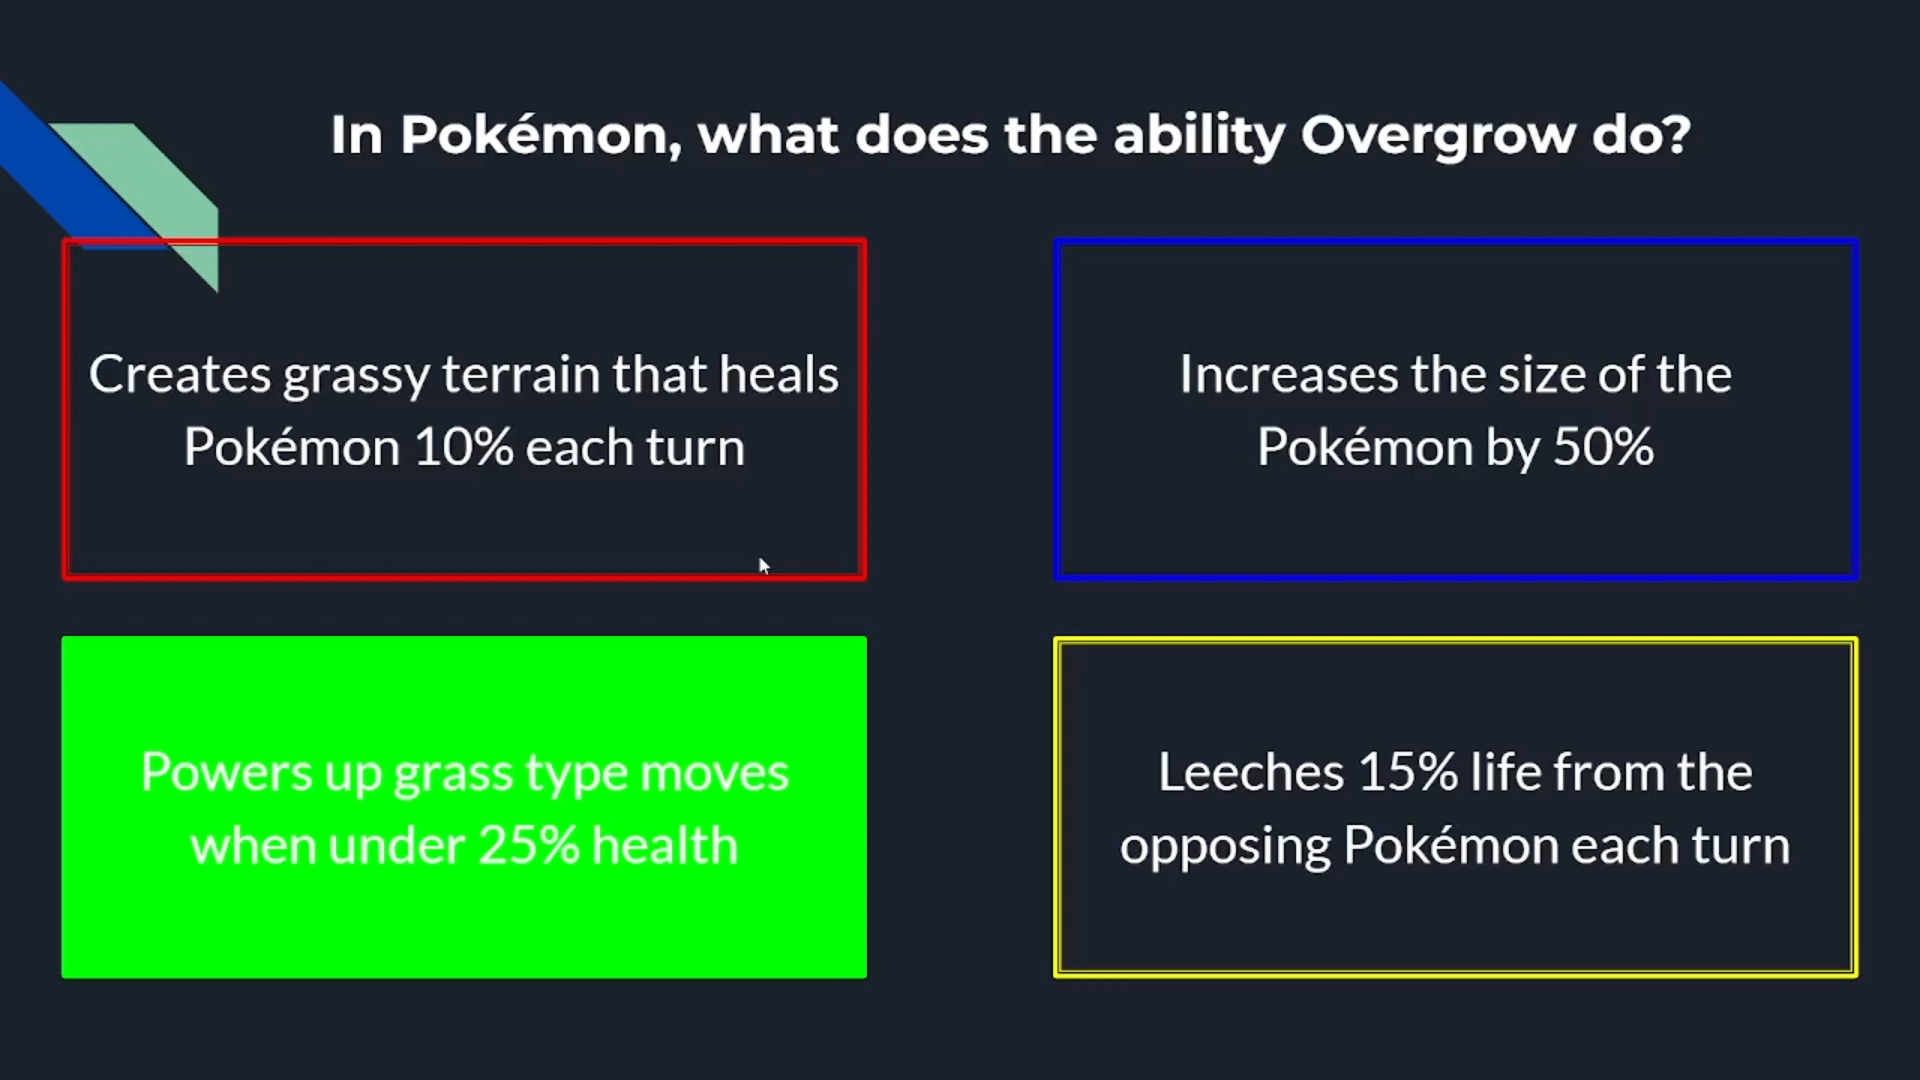 In Pokémon, what does the ability Overgrow do?
Creates grassy terrain that heals
Pokémon 10% each turn
Increases the size of the
Pokémon by 50%
Powers up grass type moves
when under 25% health
Leeches 15% life from the
opposing Pokémon each turn